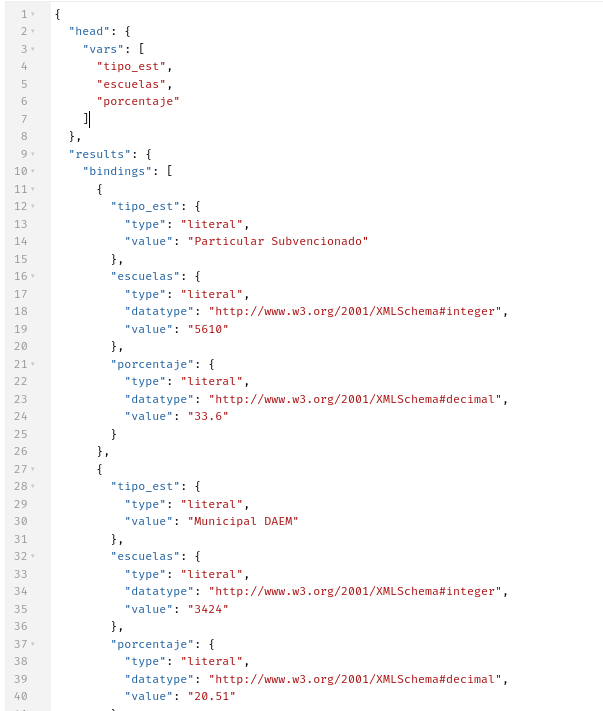 1 {
2 "head": {
3 "vars": [
4 "tipo_est",
5 "escuelas",
6 "porcentaje"
7 ]
8 },
9 "results": {
10 "bindings": [
11 {
12 "tipo_est": {
13 "type": "literal",
14 "value": "Particular Subvencionado"
15 },
16 "escuelas": {
17 "type": "literal",
18 "datatype": "http://www.w3.org/2001/XMLSchema#integer",
19 "value": "5610"
20 },
21 "porcentaje": {
22 "type": "literal",
23 "datatype": "http://www.w3.org/2001/XMLSchema#decimal",
24 "value": "33.6"
25 }
26 },
27 {
28 "tipo_est": {
29 "type": "literal",
30 "value": "Municipal DAEM"
31 },
32 "escuelas": {
33 "type": "literal",
34 "datatype": "http://www.w3.org/2001/XMLSchema#integer",
35 "value": "3424"
36 },
37 "porcentaje": {
38 "type": "literal",
39 "datatype": "http://www.w3.org/2001/XMLSchema#decimal",
40 "value": "20.51"